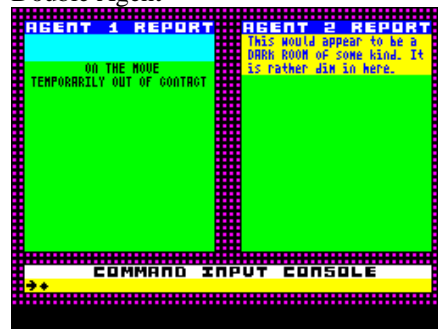 Double Agent
AGENT 1 REPORT
ON THE MOVE
TEMPORARILY OUT OF CONTACT
AGENT 2 REPORT
This would appear to be a
DARK ROOM of some kind. It
is rather dim in here.
COMMAND INPUT CONSOLE